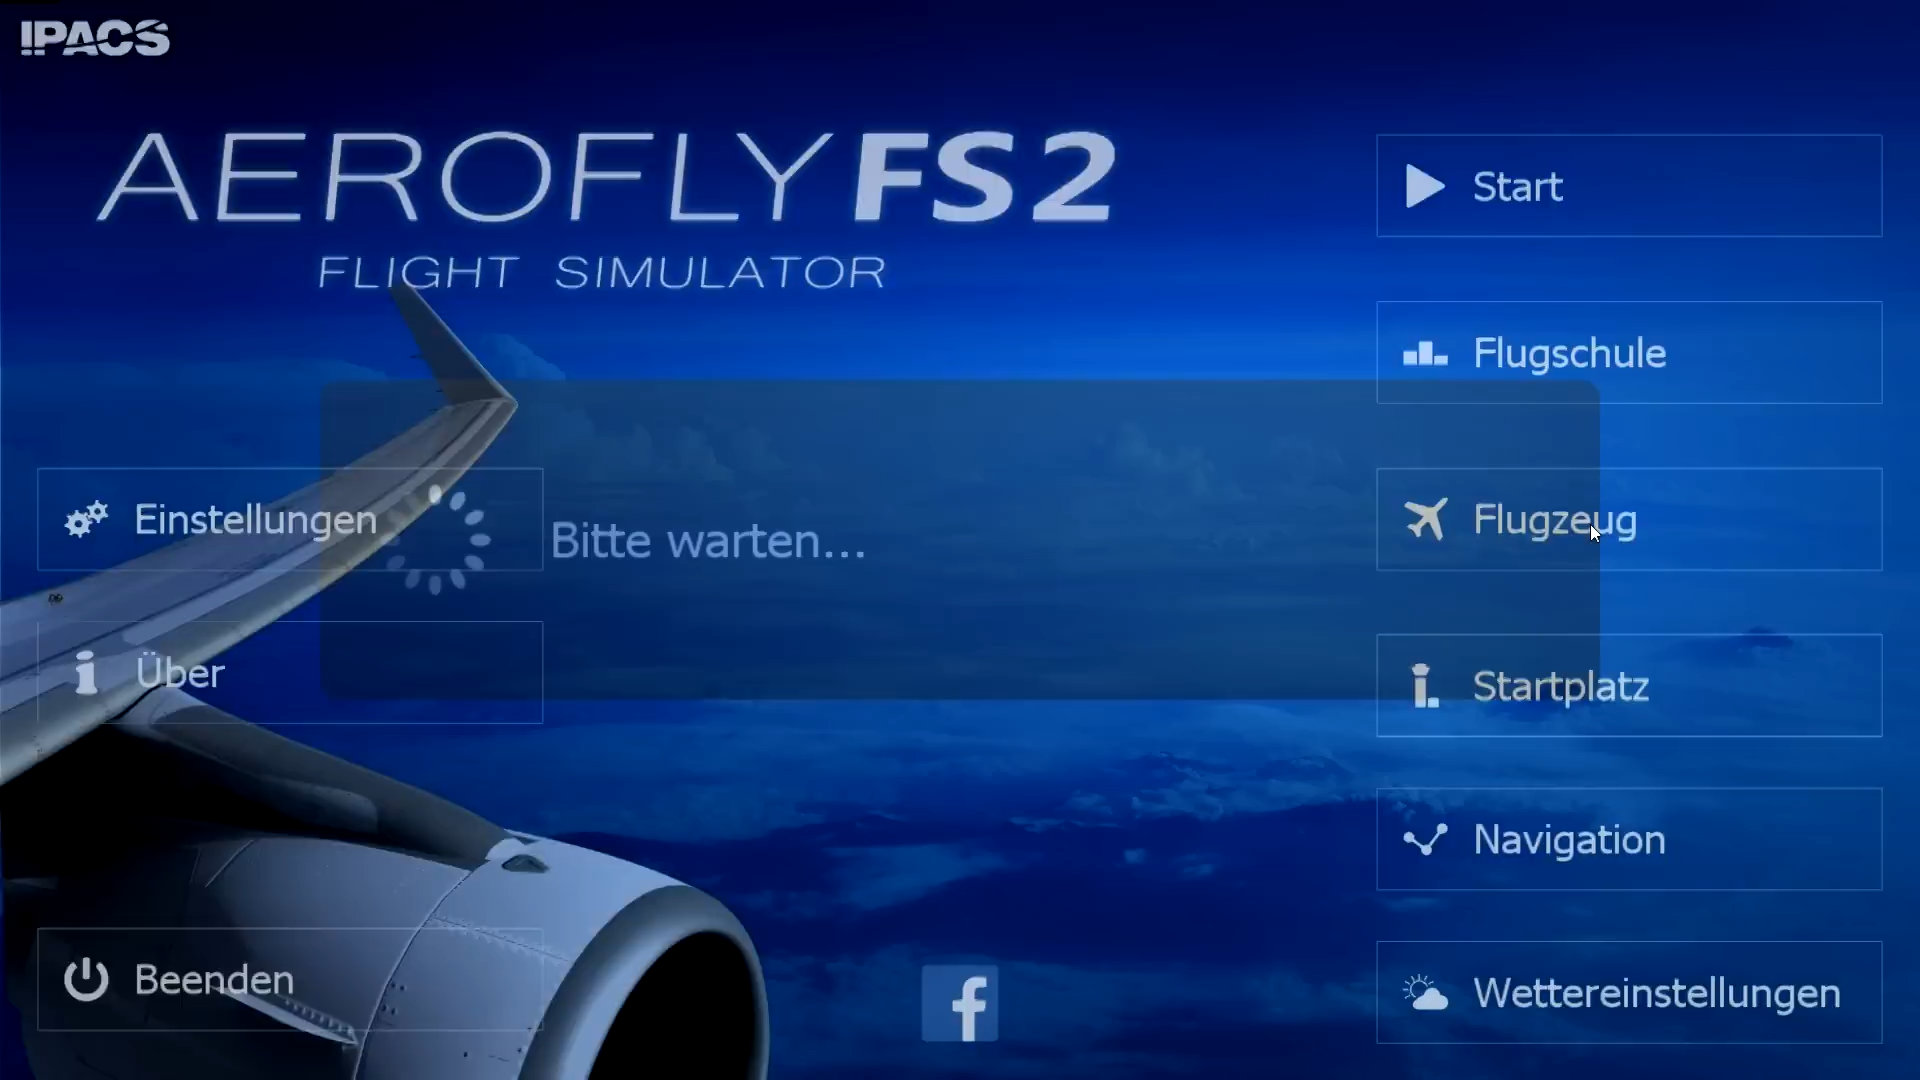 IPACS
AEROFLY FS2
FLIGHT SIMULATOR
Start
Flugschule
Einstellungen
Bitte warten...
Flugzeug
Über
Startplatz
Navigation
Beenden
f
Wettereinstellungen